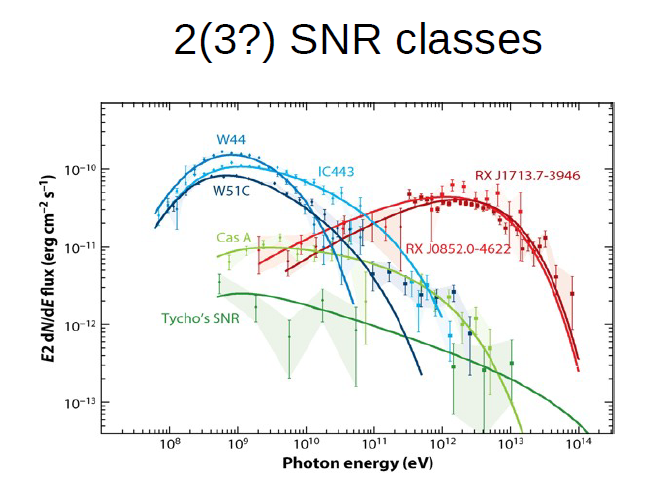 2(3?) SNR classes
W44
IC443
W51C
RX J1713.7-3946
Cas A
RX J0852.0-4622
Tycho's SNR
E2 dN/dE flux (erg cm⁻² s⁻¹)
10⁻¹⁰
10⁻¹¹
10⁻¹²
10⁻¹³
10⁸ 10⁹ 10¹⁰ 10¹¹ 10¹² 10¹³ 10¹⁴
Photon energy (eV)